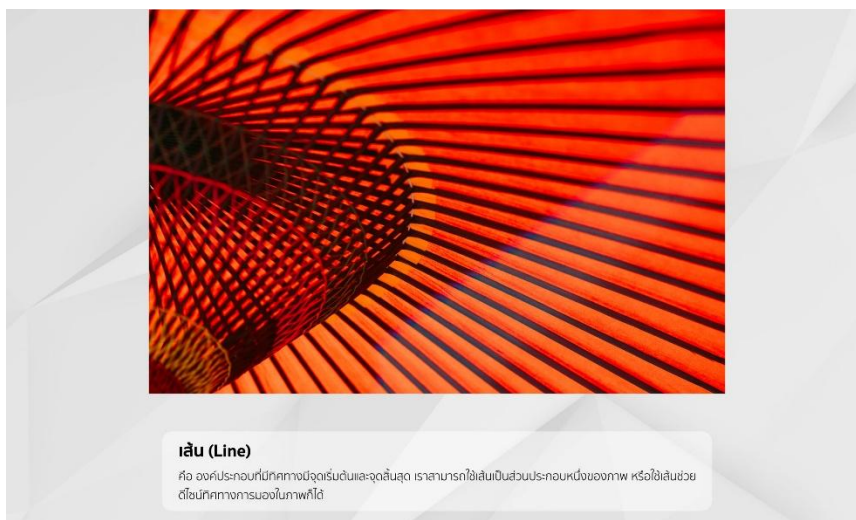 เส้น (Line)
คือ องค์ประกอบที่มีทิศทางมีจุดเริ่มต้นและจุดสิ้นสุด เราสามารถใช้เส้นเป็นส่วนประกอบหนึ่งของภาพ หรือใช้เส้นช่วย
ดีไซน์ทิศทางการมองในภาพก็ได้